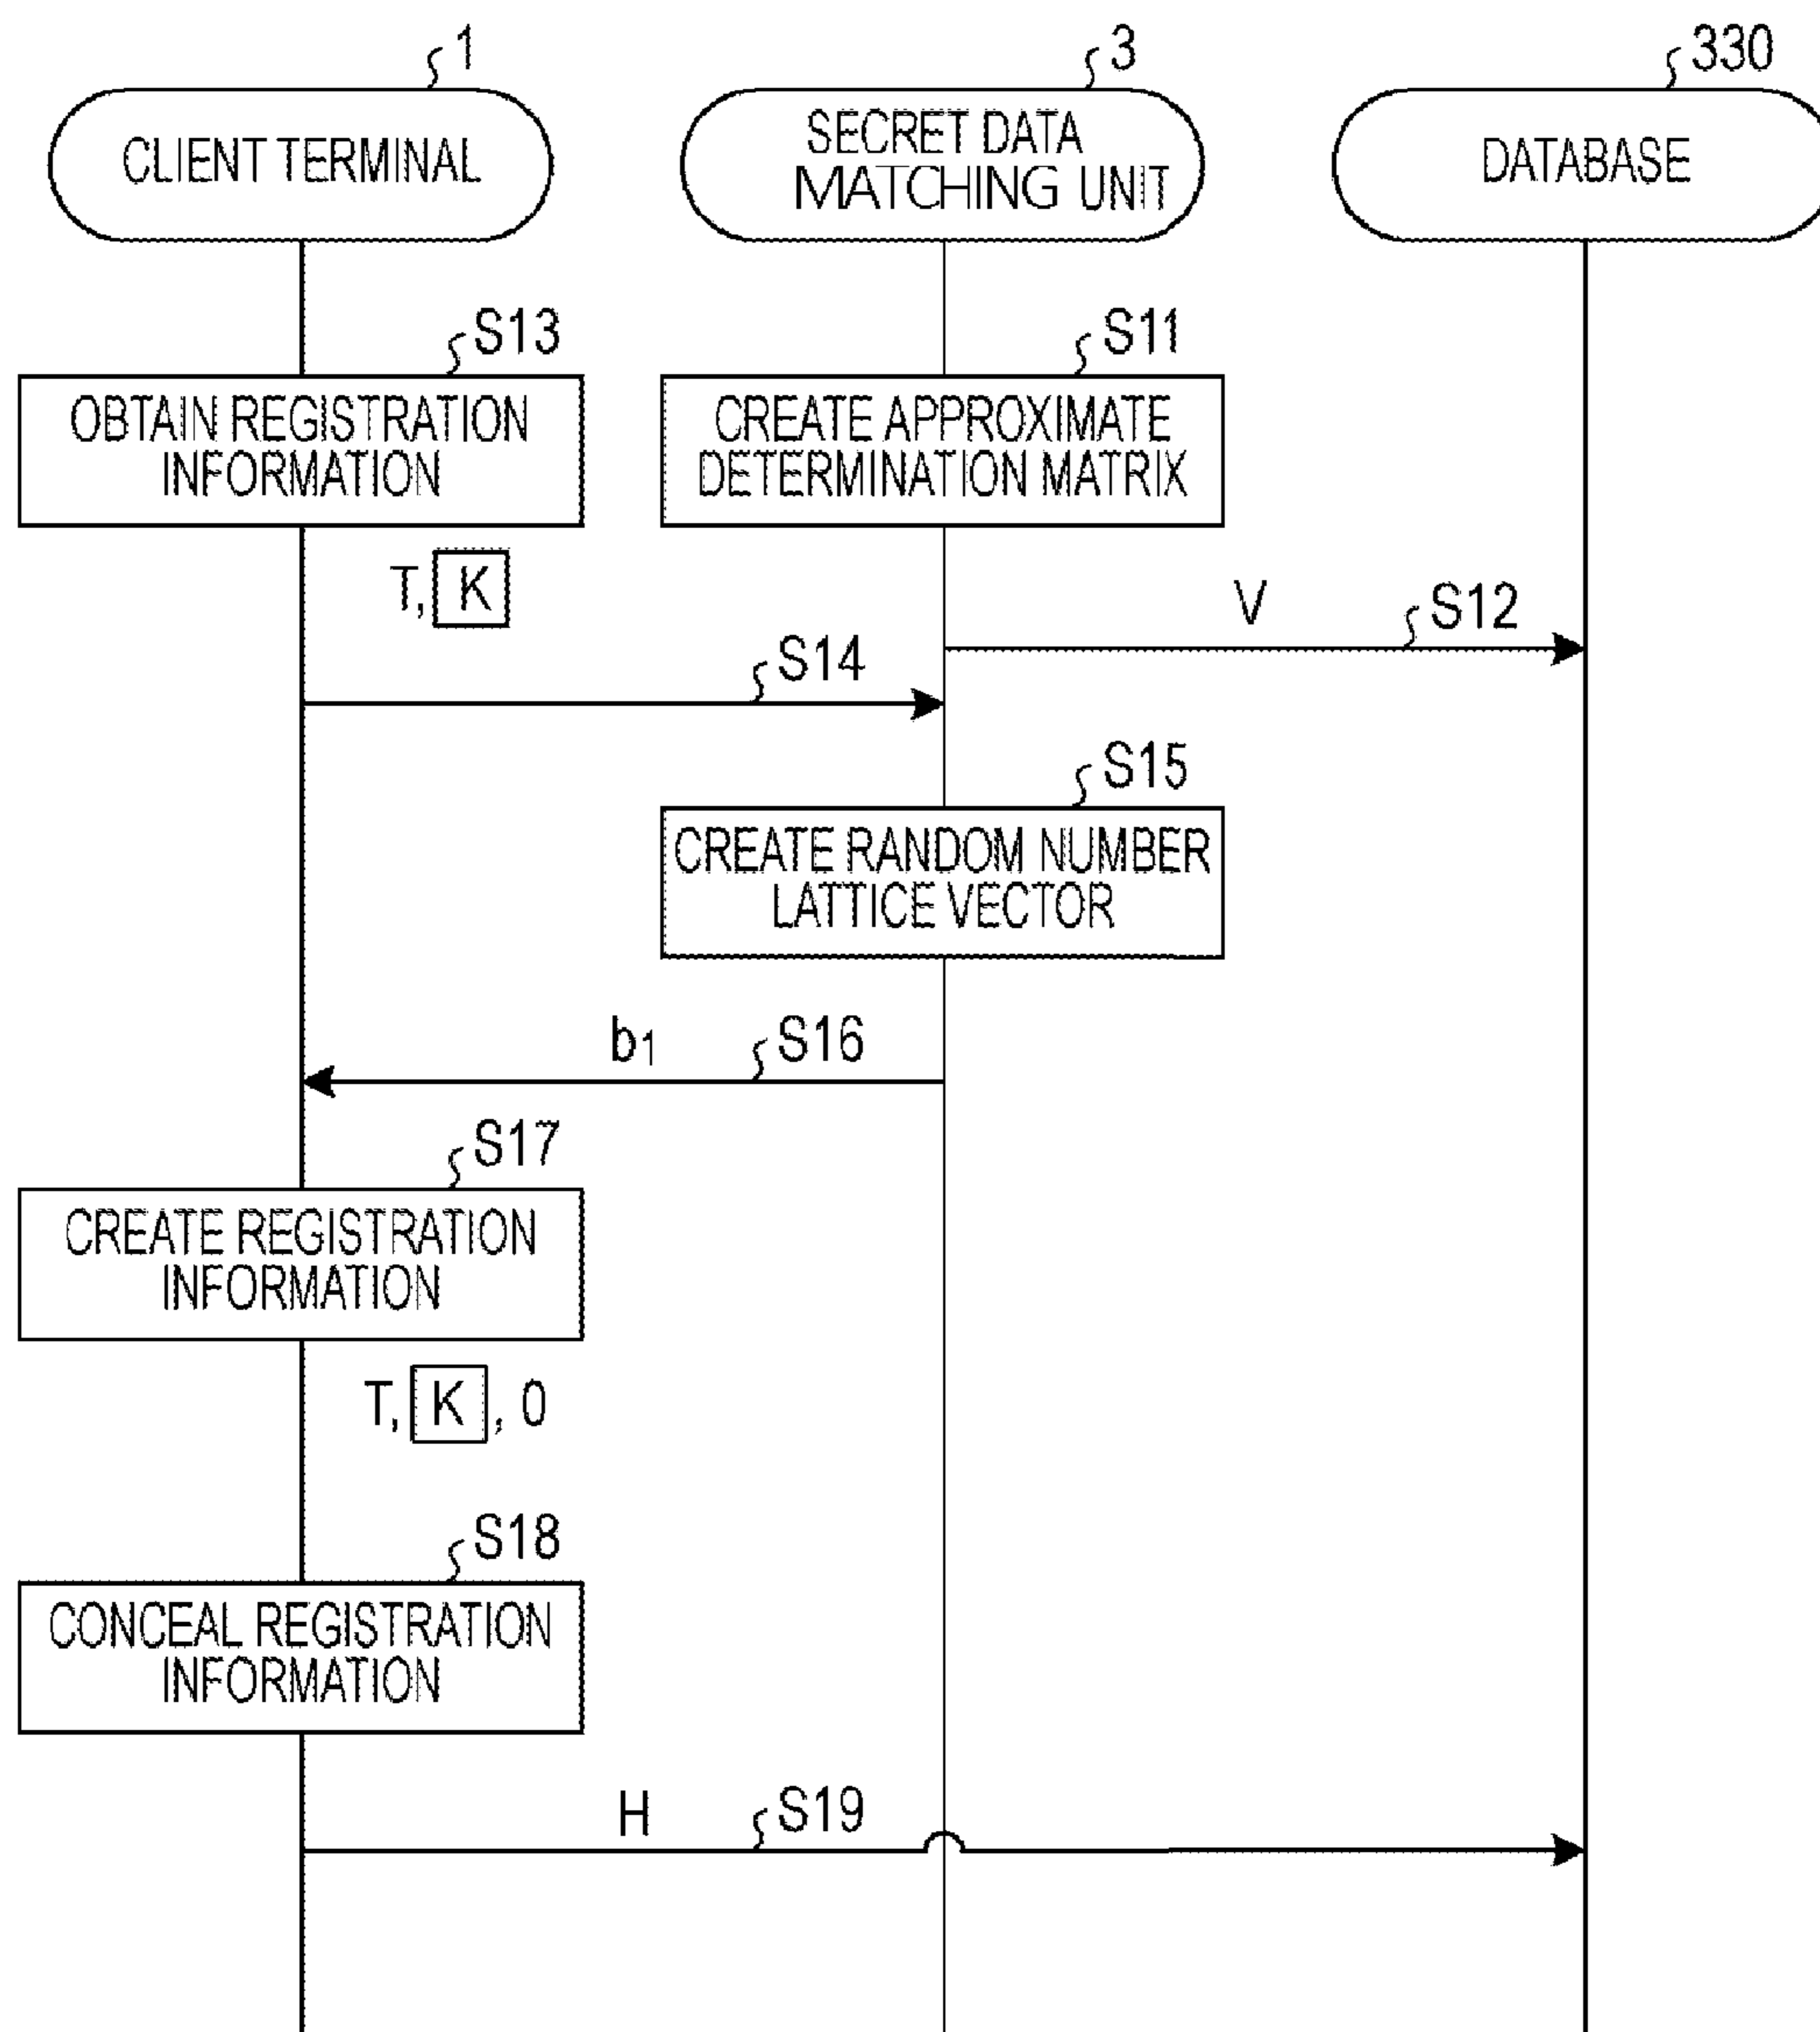 1
3
330
CLIENT TERMINAL
SECRET DATA
MATCHING UNIT
DATABASE
S13
S11
OBTAIN REGISTRATION
INFORMATION
CREATE APPROXIMATE
DETERMINATION MATRIX
T, K
V
S12
S14
S15
CREATE RANDOM NUMBER
LATTICE VECTOR
b1
S16
S17
CREATE REGISTRATION
INFORMATION
T, K, 0
S18
CONCEAL REGISTRATION
INFORMATION
H
S19